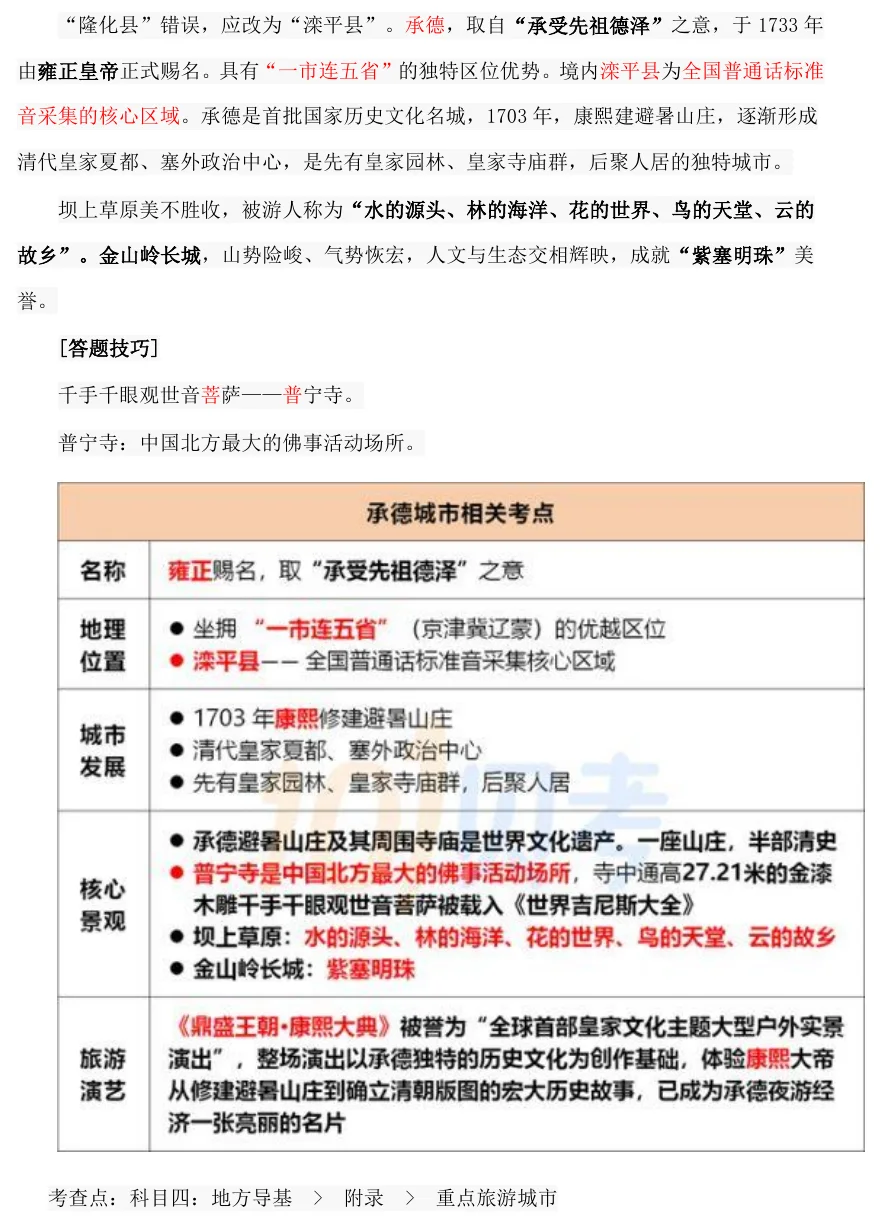 “隆化县”错误，应改为“滦平县”。承德，取自“承受先祖德泽”之意，于 1733 年
由雍正皇帝正式赐名。具有“一市连五省”的独特区位优势。境内滦平县为全国普通话标准
音采集的核心区域。承德是首批国家历史文化名城，1703 年，康熙建避暑山庄，逐渐形成
清代皇家夏都、塞外政治中心，是先有皇家园林、皇家寺庙群，后聚人居的独特城市。
坝上草原美不胜收，被游人称为“水的源头、林的海洋、花的世界、鸟的天堂、云的
故乡”。金山岭长城，山势险峻、气势恢宏，人文与生态交相辉映，成就“紫塞明珠”美
誉。
[答题技巧]
千手千眼观世音菩萨——普宁寺。
普宁寺：中国北方最大的佛事活动场所。
承德城市相关考点
名称
雍正赐名，取“承受先祖德泽”之意
地理
位置
● 坐拥 “一市连五省” （京津冀辽蒙）的优越区位
● 滦平县—— 全国普通话标准音采集核心区域
城市
发展
● 1703 年康熙修建避暑山庄
● 清代皇家夏都、塞外政治中心
● 先有皇家园林、皇家寺庙群，后聚人居
核心
景观
● 承德避暑山庄及其周围寺庙是世界文化遗产。一座山庄，半部清史
● 普宁寺是中国北方最大的佛事活动场所，寺中通高27.21米的金漆
木雕千手千眼观世音菩萨被载入《世界吉尼斯大全》
● 坝上草原：水的源头、林的海洋、花的世界、鸟的天堂、云的故乡
● 金山岭长城：紫塞明珠
旅游
演艺
《鼎盛王朝·康熙大典》被誉为“全球首部皇家文化主题大型户外实景
演出”，整场演出以承德独特的历史文化为创作基础，体验康熙大帝
从修建避暑山庄到确立清朝版图的宏大历史故事，已成为承德夜游经
济一张亮丽的名片
考查点：科目四：地方导基 > 附录 > 重点旅游城市